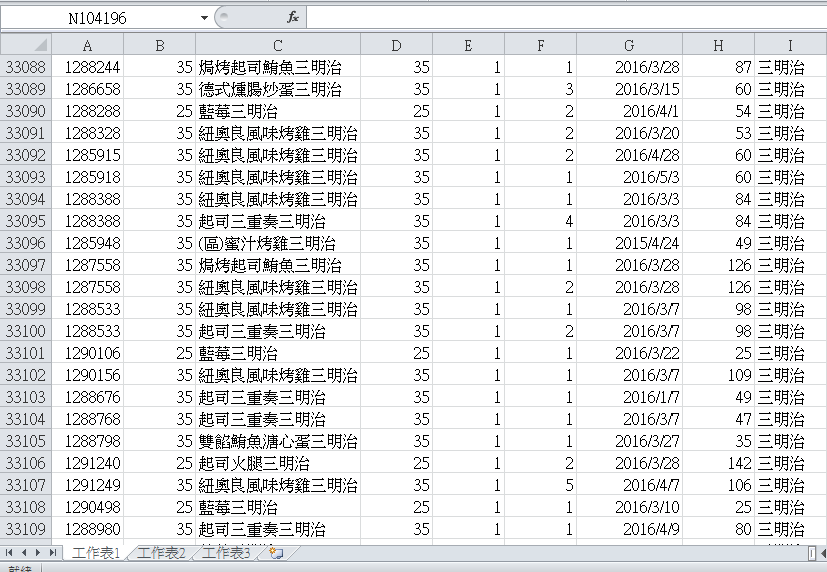 N104196 fx
A B C D E F G H I
33088 1288244 35 焗烤起司鮪魚三明治 35 1 1 2016/3/28 87 三明治
33089 1286658 35 德式燻腸炒蛋三明治 35 1 3 2016/3/15 60 三明治
33090 1288288 25 藍莓三明治 25 1 2 2016/4/1 54 三明治
33091 1288328 35 紐奧良風味烤雞三明治 35 1 2 2016/3/20 53 三明治
33092 1285915 35 紐奧良風味烤雞三明治 35 1 2 2016/4/28 60 三明治
33093 1285918 35 紐奧良風味烤雞三明治 35 1 1 2016/5/3 60 三明治
33094 1288388 35 紐奧良風味烤雞三明治 35 1 1 2016/3/3 84 三明治
33095 1288388 35 起司三重奏三明治 35 1 4 2016/3/3 84 三明治
33096 1285948 35 (區)蜜汁烤雞三明治 35 1 1 2015/4/24 49 三明治
33097 1287558 35 焗烤起司鮪魚三明治 35 1 1 2016/3/28 126 三明治
33098 1287558 35 紐奧良風味烤雞三明治 35 1 2 2016/3/28 126 三明治
33099 1288533 35 紐奧良風味烤雞三明治 35 1 1 2016/3/7 98 三明治
33100 1288533 35 起司三重奏三明治 35 1 2 2016/3/7 98 三明治
33101 1290106 25 藍莓三明治 25 1 1 2016/3/22 25 三明治
33102 1290156 35 紐奧良風味烤雞三明治 35 1 1 2016/3/7 109 三明治
33103 1288676 35 起司三重奏三明治 35 1 1 2016/1/7 49 三明治
33104 1288768 35 起司三重奏三明治 35 1 1 2016/3/7 47 三明治
33105 1288798 35 雙餡鮪魚溏心蛋三明治 35 1 1 2016/3/27 35 三明治
33106 1291240 25 起司火腿三明治 25 1 2 2016/3/28 142 三明治
33107 1291249 35 紐奧良風味烤雞三明治 35 1 5 2016/4/7 106 三明治
33108 1290498 25 藍莓三明治 25 1 1 2016/3/10 25 三明治
33109 1288980 35 起司三重奏三明治 35 1 1 2016/4/9 80 三明治
工作表1 工作表2 工作表3
就緒